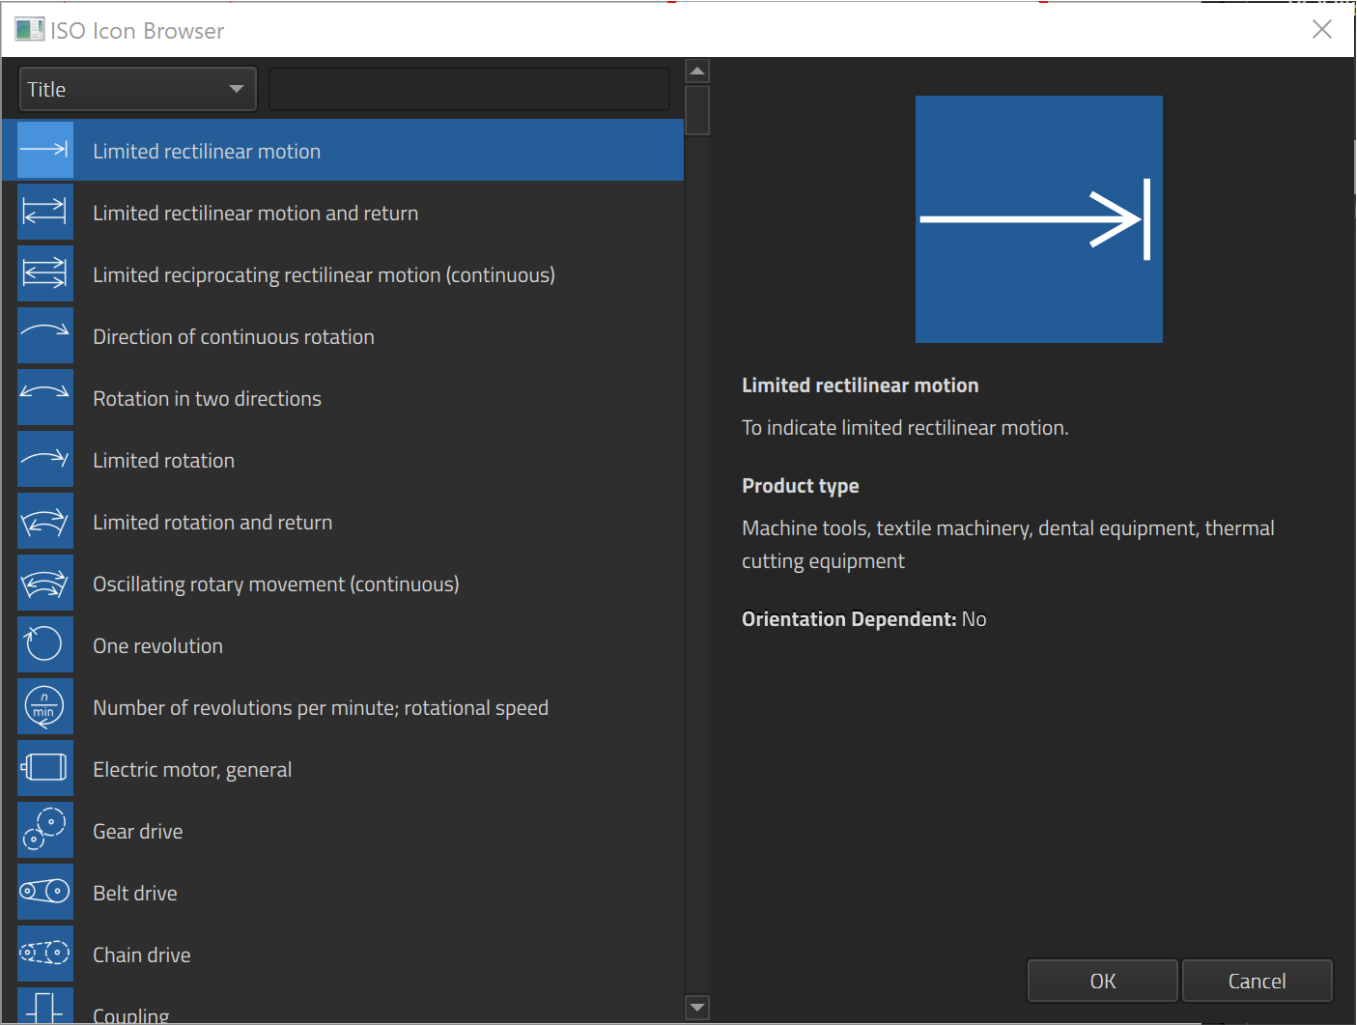 ISO Icon Browser
Title
Limited rectilinear motion
Limited rectilinear motion and return
Limited reciprocating rectilinear motion (continuous)
Direction of continuous rotation
Rotation in two directions
Limited rotation
Limited rotation and return
Oscillating rotary movement (continuous)
One revolution
n
min
Number of revolutions per minute; rotational speed
Electric motor, general
Gear drive
Belt drive
Chain drive
Coupling
Limited rectilinear motion
To indicate limited rectilinear motion.
Product type
Machine tools, textile machinery, dental equipment, thermal
cutting equipment
Orientation Dependent: No
OK
Cancel